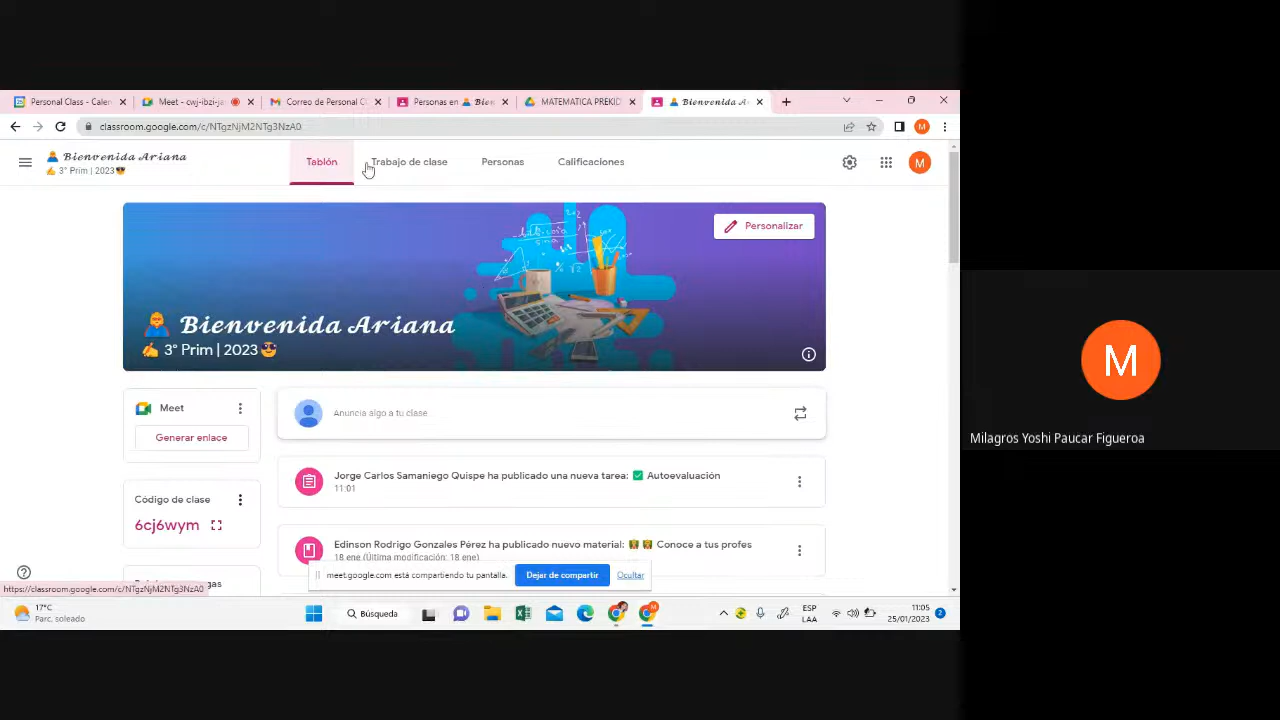 Personal Class - Calen
Meet - cwj-ibzi-ja
Correo de Personal C
Personas en 🙍‍♂️ 𝓑𝓲𝓮𝓷
MATEMATICA PREKID
🙍‍♂️ 𝓑𝓲𝓮𝓷𝓿𝓮𝓷𝓲𝓭𝓪 𝓐
classroom.google.com/c/NTgzNjM2NTg3NzA0
M
🙍‍♂️ 𝓑𝓲𝓮𝓷𝓿𝓮𝓷𝓲𝓭𝓪 𝓐𝓻𝓲𝓪𝓷𝓪
✍ 3° Prim | 2023😎
Tablón
Trabajo de clase
Personas
Calificaciones
M
Personalizar
🙍‍♂️ 𝓑𝓲𝓮𝓷𝓿𝓮𝓷𝓲𝓭𝓪 𝓐𝓻𝓲𝓪𝓷𝓪
✍ 3° Prim | 2023😎
Meet
Generar enlace
Código de clase
6cj6wym
Anuncia algo a tu clase
Jorge Carlos Samaniego Quispe ha publicado una nueva tarea: ✅ Autoevaluación
11:01
Edinson Rodrigo Gonzales Pérez ha publicado nuevo material: 👩‍🏫 👩‍🏫 Conoce a tus profes
18 ene (Última modificación: 18 ene)
meet.google.com está compartiendo tu pantalla.
Dejar de compartir
Ocultar
https://classroom.google.com/c/NTgzNjM2NTg3NzA0
17°C
Parc. soleado
Búsqueda
ESP
LAA
11:05
25/01/2023
2
M
Milagros Yoshi Paucar Figueroa